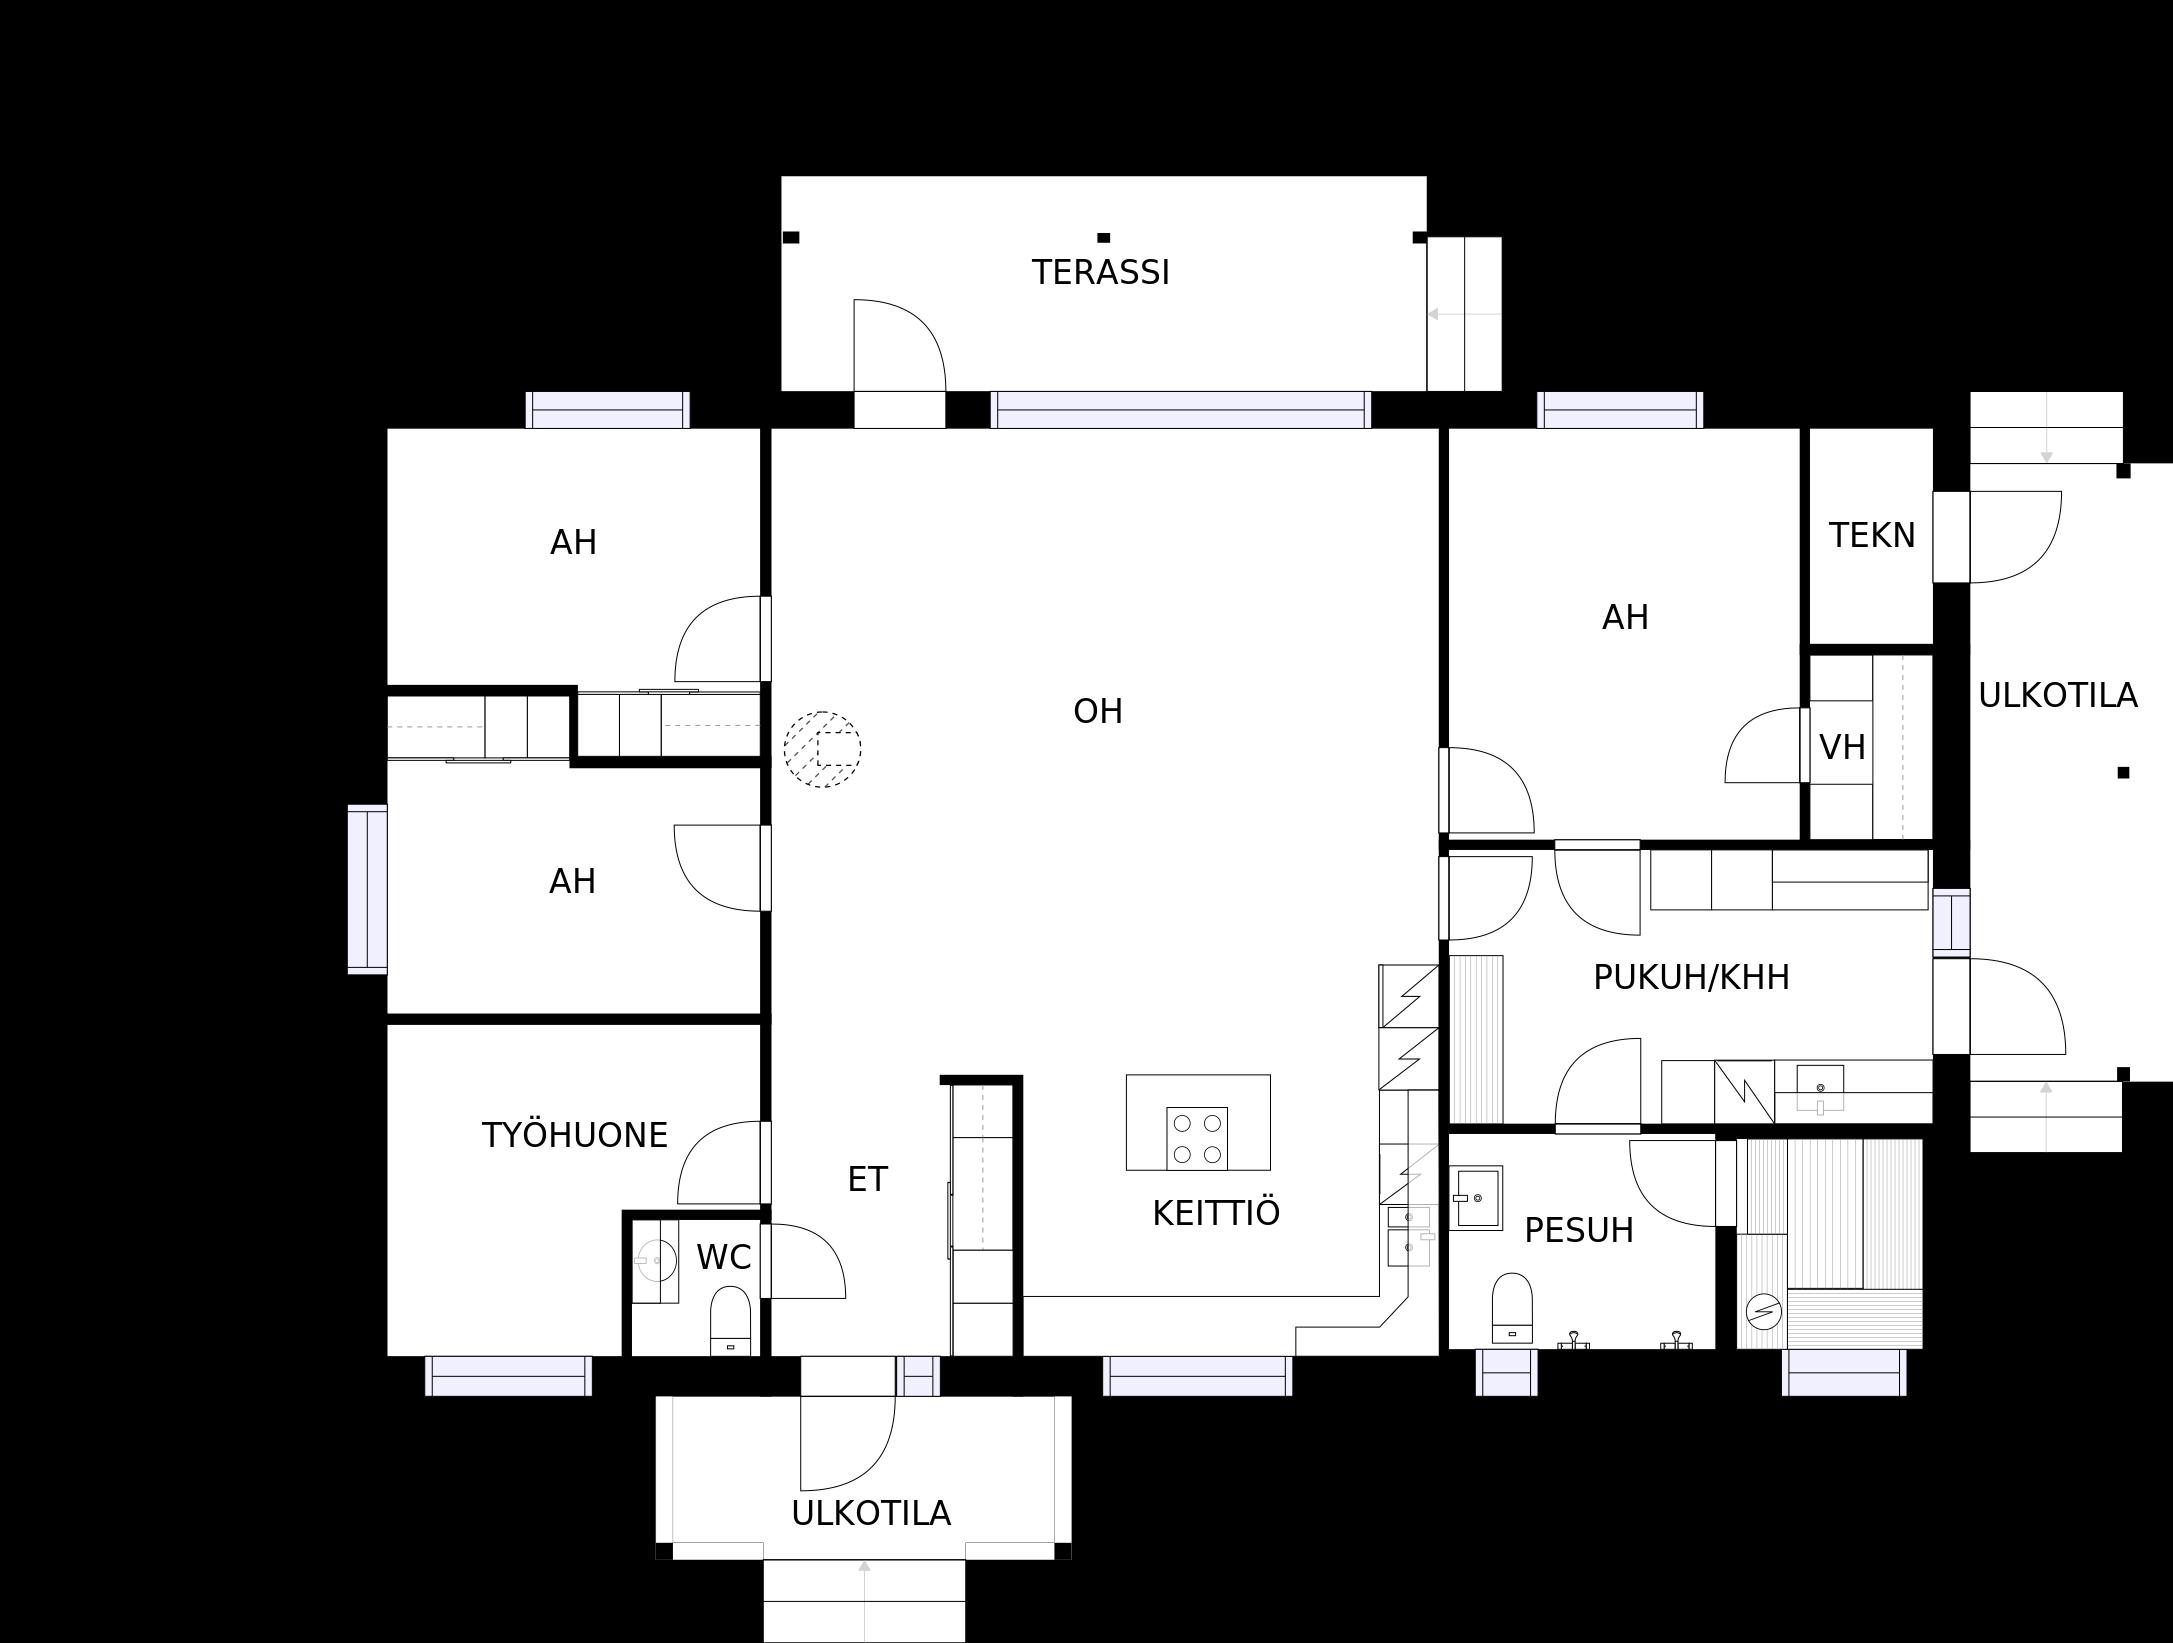 TERASSI
AH
TEKN
AH
ULKOTILA
OH
VH
AH
PUKUH/KHH
TYÖHUONE
ET
KEITTIÖ
PESUH
WC
ULKOTILA